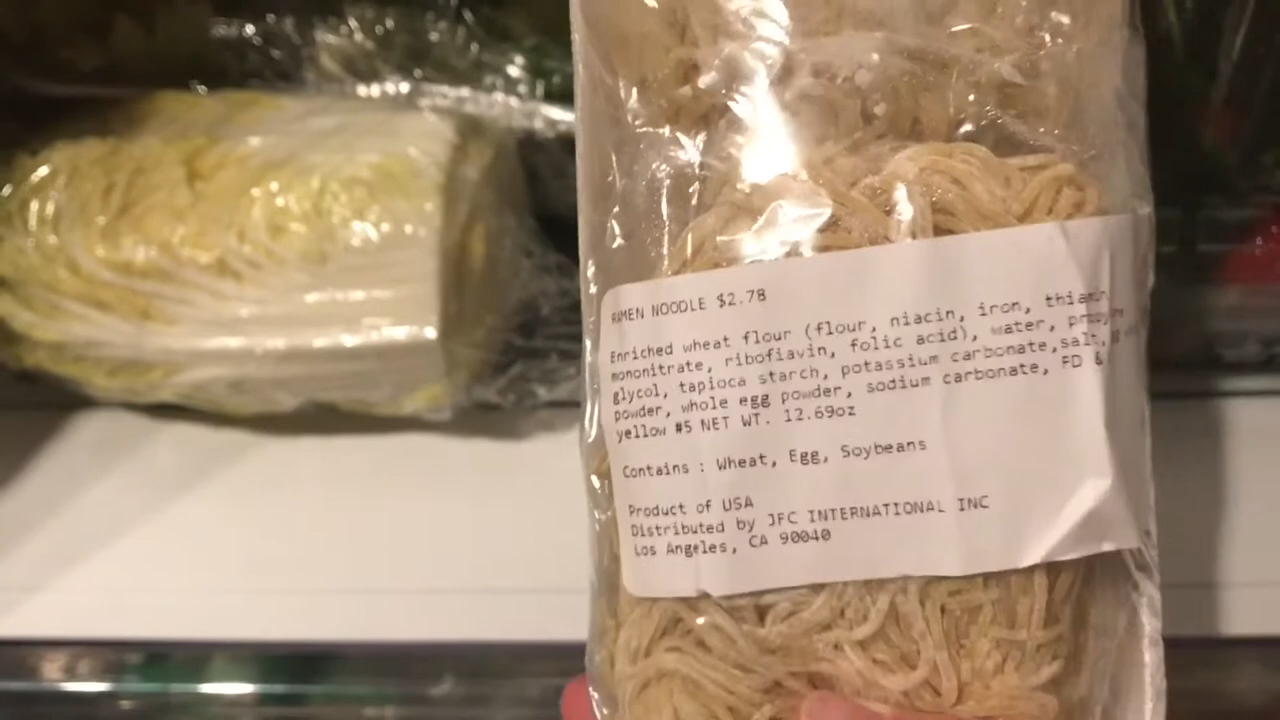 RAMEN NOODLE $2.78
Enriched wheat flour (flour, niacin, iron, thiamin
mononitrate, ribofiavin, folic acid), water,
glycol, tapioca starch, potassium carbonate,salt,
powder, whole egg powder, sodium carbonate, FD &
yellow #5 NET WT. 12.69oz
Contains : Wheat, Egg, Soybeans
Product of USA
Distributed by JFC INTERNATIONAL INC
Los Angeles, CA 90040